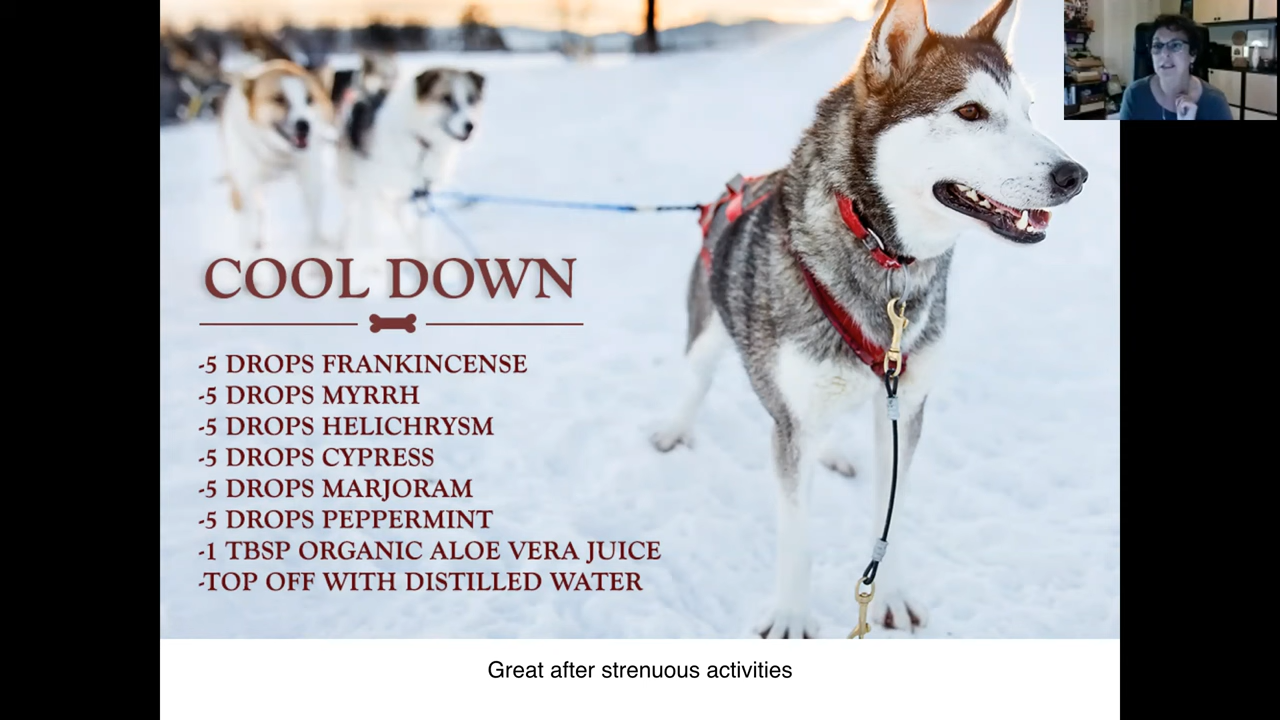 COOL DOWN
-5 DROPS FRANKINCENSE
-5 DROPS MYRRH
-5 DROPS HELICHRYSM
-5 DROPS CYPRESS
-5 DROPS MARJORAM
-5 DROPS PEPPERMINT
-1 TBSP ORGANIC ALOE VERA JUICE
-TOP OFF WITH DISTILLED WATER
Great after strenuous activities